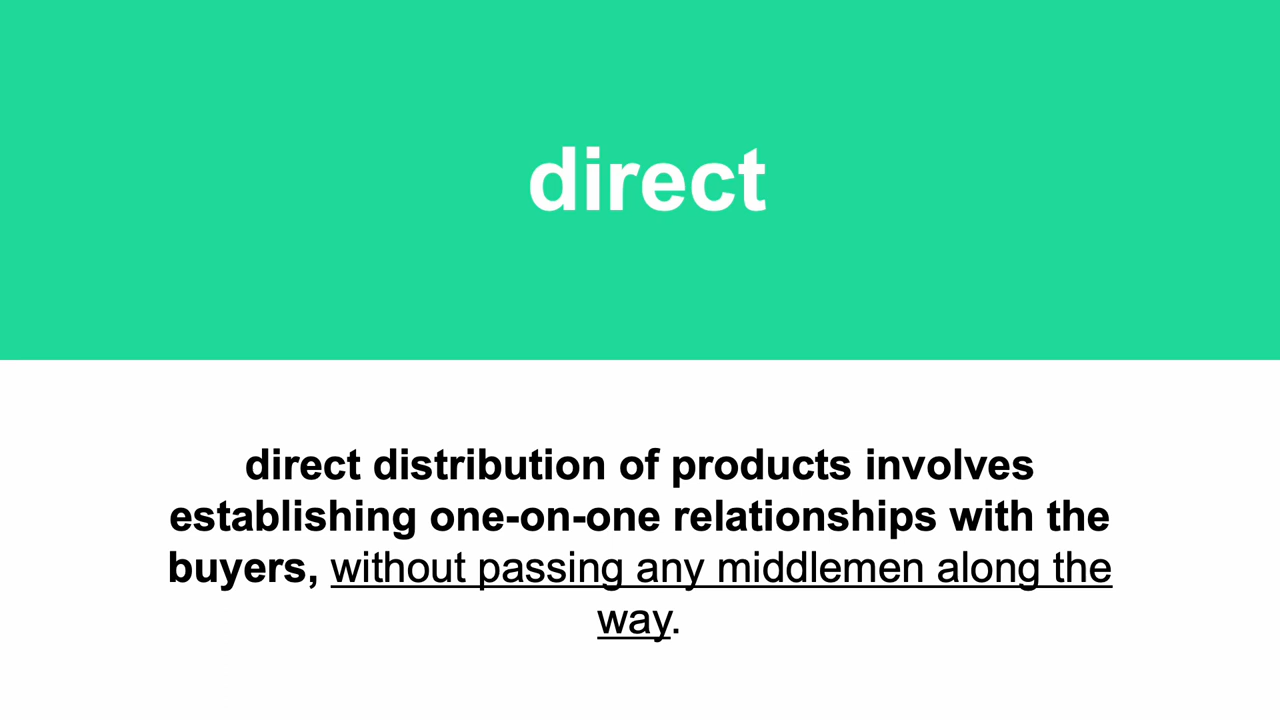 direct
direct distribution of products involves
establishing one-on-one relationships with the
buyers, without passing any middlemen along the
way.